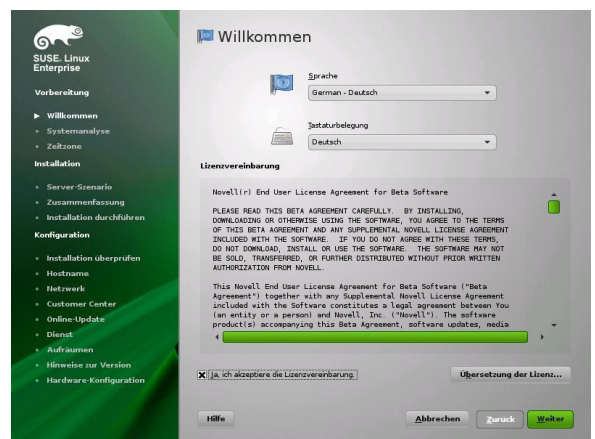 SUSE. Linux
Enterprise
Vorbereitung
Willkommen
Systemanalyse
Zeitzone
Installation
Server-Szenario
Zusammenfassung
Installation durchführen
Konfiguration
Installation überprüfen
Hostname
Netzwerk
Customer Center
Online-Update
Dienst
Aufräumen
Hinweise zur Version
Hardware-Konfiguration
Willkommen
Sprache
German - Deutsch
Tastaturbelegung
Deutsch
Lizenzvereinbarung
Novell(r) End User License Agreement for Beta Software
PLEASE READ THIS BETA AGREEMENT CAREFULLY. BY INSTALLING,
DOWNLOADING OR OTHERWISE USING THE SOFTWARE, YOU AGREE TO THE TERMS
OF THIS BETA AGREEMENT AND ANY SUPPLEMENTAL NOVELL LICENSE AGREEMENT
INCLUDED WITH THE SOFTWARE. IF YOU DO NOT AGREE WITH THESE TERMS,
DO NOT DOWNLOAD, INSTALL OR USE THE SOFTWARE. THE SOFTWARE MAY NOT
BE SOLD, TRANSFERRED, OR FURTHER DISTRIBUTED WITHOUT PRIOR WRITTEN
AUTHORIZATION FROM NOVELL.
This Novell End User License Agreement for Beta Software ("Beta
Agreement") together with any Supplemental Novell License Agreement
included with the Software constitutes a legal agreement between You
(an entity or a person) and Novell, Inc. ("Novell"). The software
product(s) accompanying this Beta Agreement, software updates, media
Ja, ich akzeptiere die Lizenzvereinbarung.
Übersetzung der Lizenz...
Hilfe
Abbrechen
Zurück
Weiter